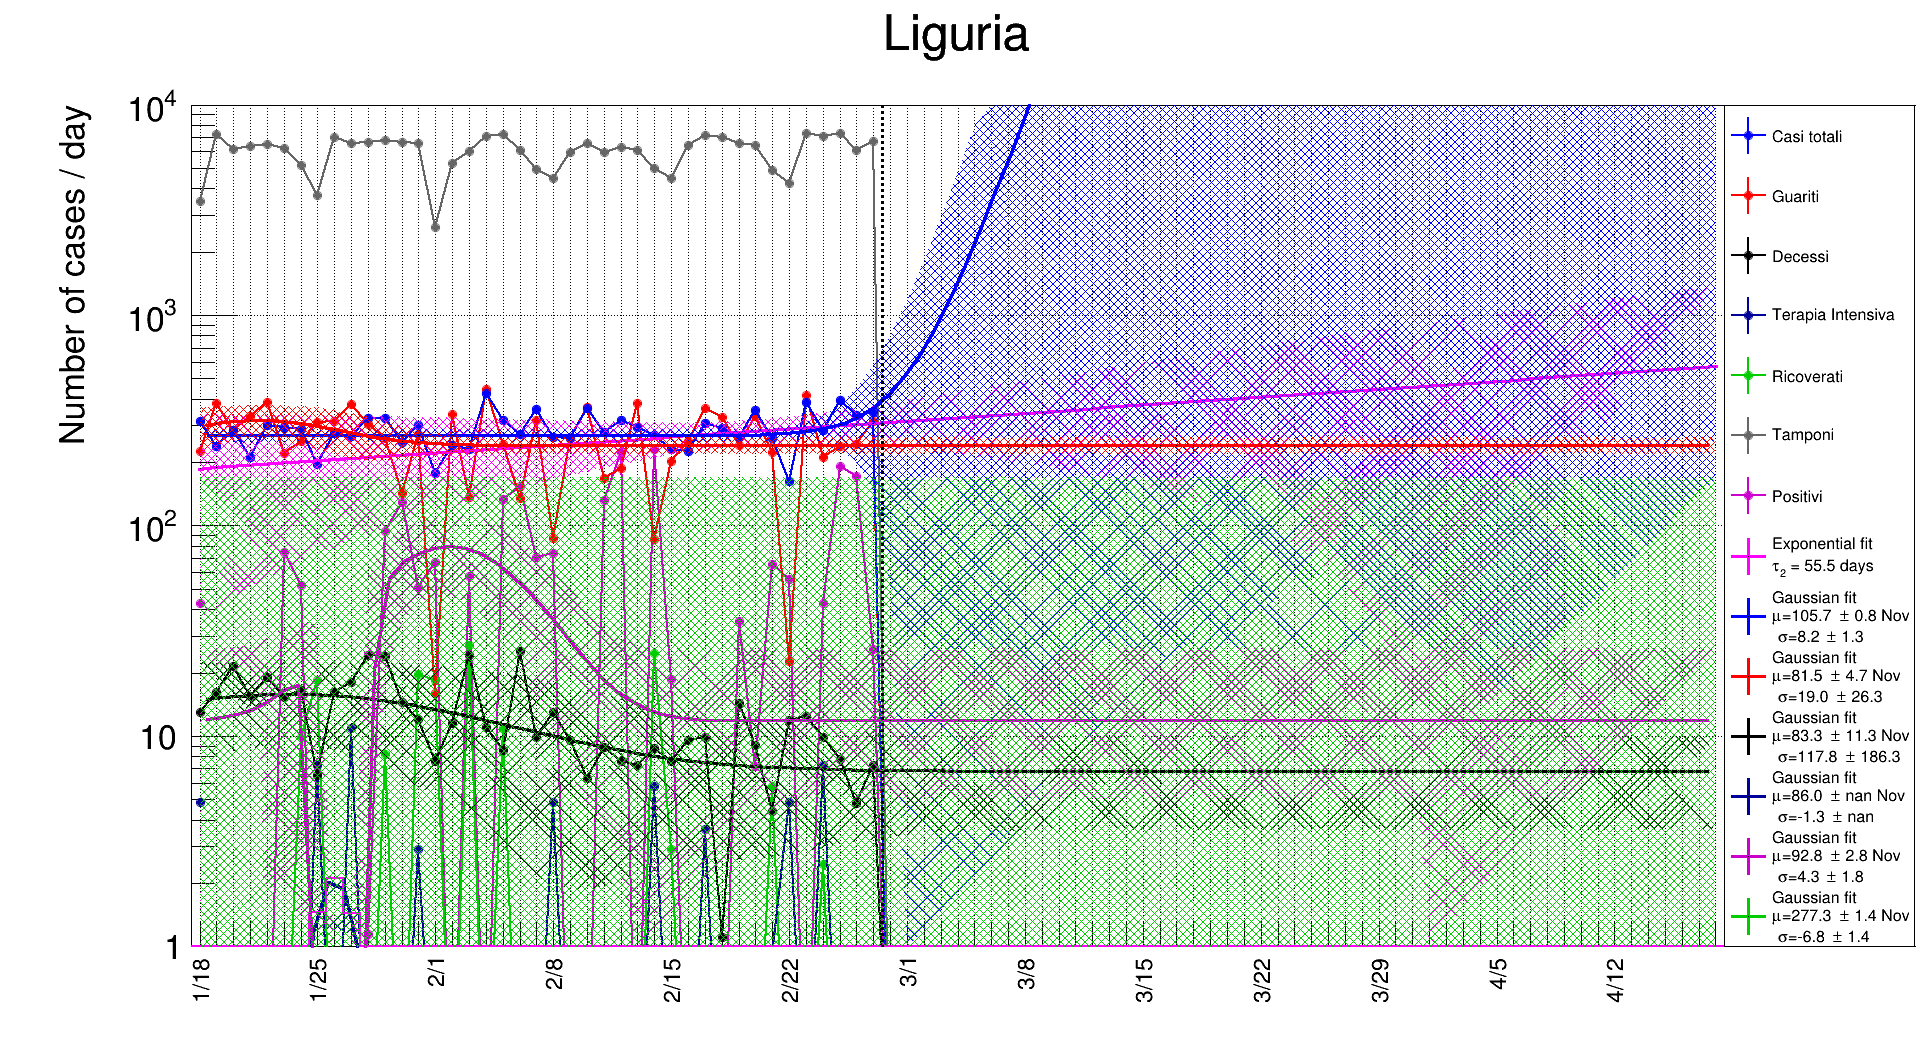 Liguria
Number of cases / day
10^4
10^3
10^2
10
1
1/18
1/25
2/1
2/8
2/15
2/22
3/1
3/8
3/15
3/22
3/29
4/5
4/12
Casi totali
Guariti
Decessi
Terapia Intensiva
Ricoverati
Tamponi
Positivi
Exponential fit
τ₂ = 55.5 days
Gaussian fit
μ=105.7 ± 0.8 Nov
σ=8.2 ± 1.3
Gaussian fit
μ=81.5 ± 4.7 Nov
σ=19.0 ± 26.3
Gaussian fit
μ=83.3 ± 11.3 Nov
σ=117.8 ± 186.3
Gaussian fit
μ=86.0 ± nan Nov
σ=-1.3 ± nan
Gaussian fit
μ=92.8 ± 2.8 Nov
σ=4.3 ± 1.8
Gaussian fit
μ=277.3 ± 1.4 Nov
σ=-6.8 ± 1.4